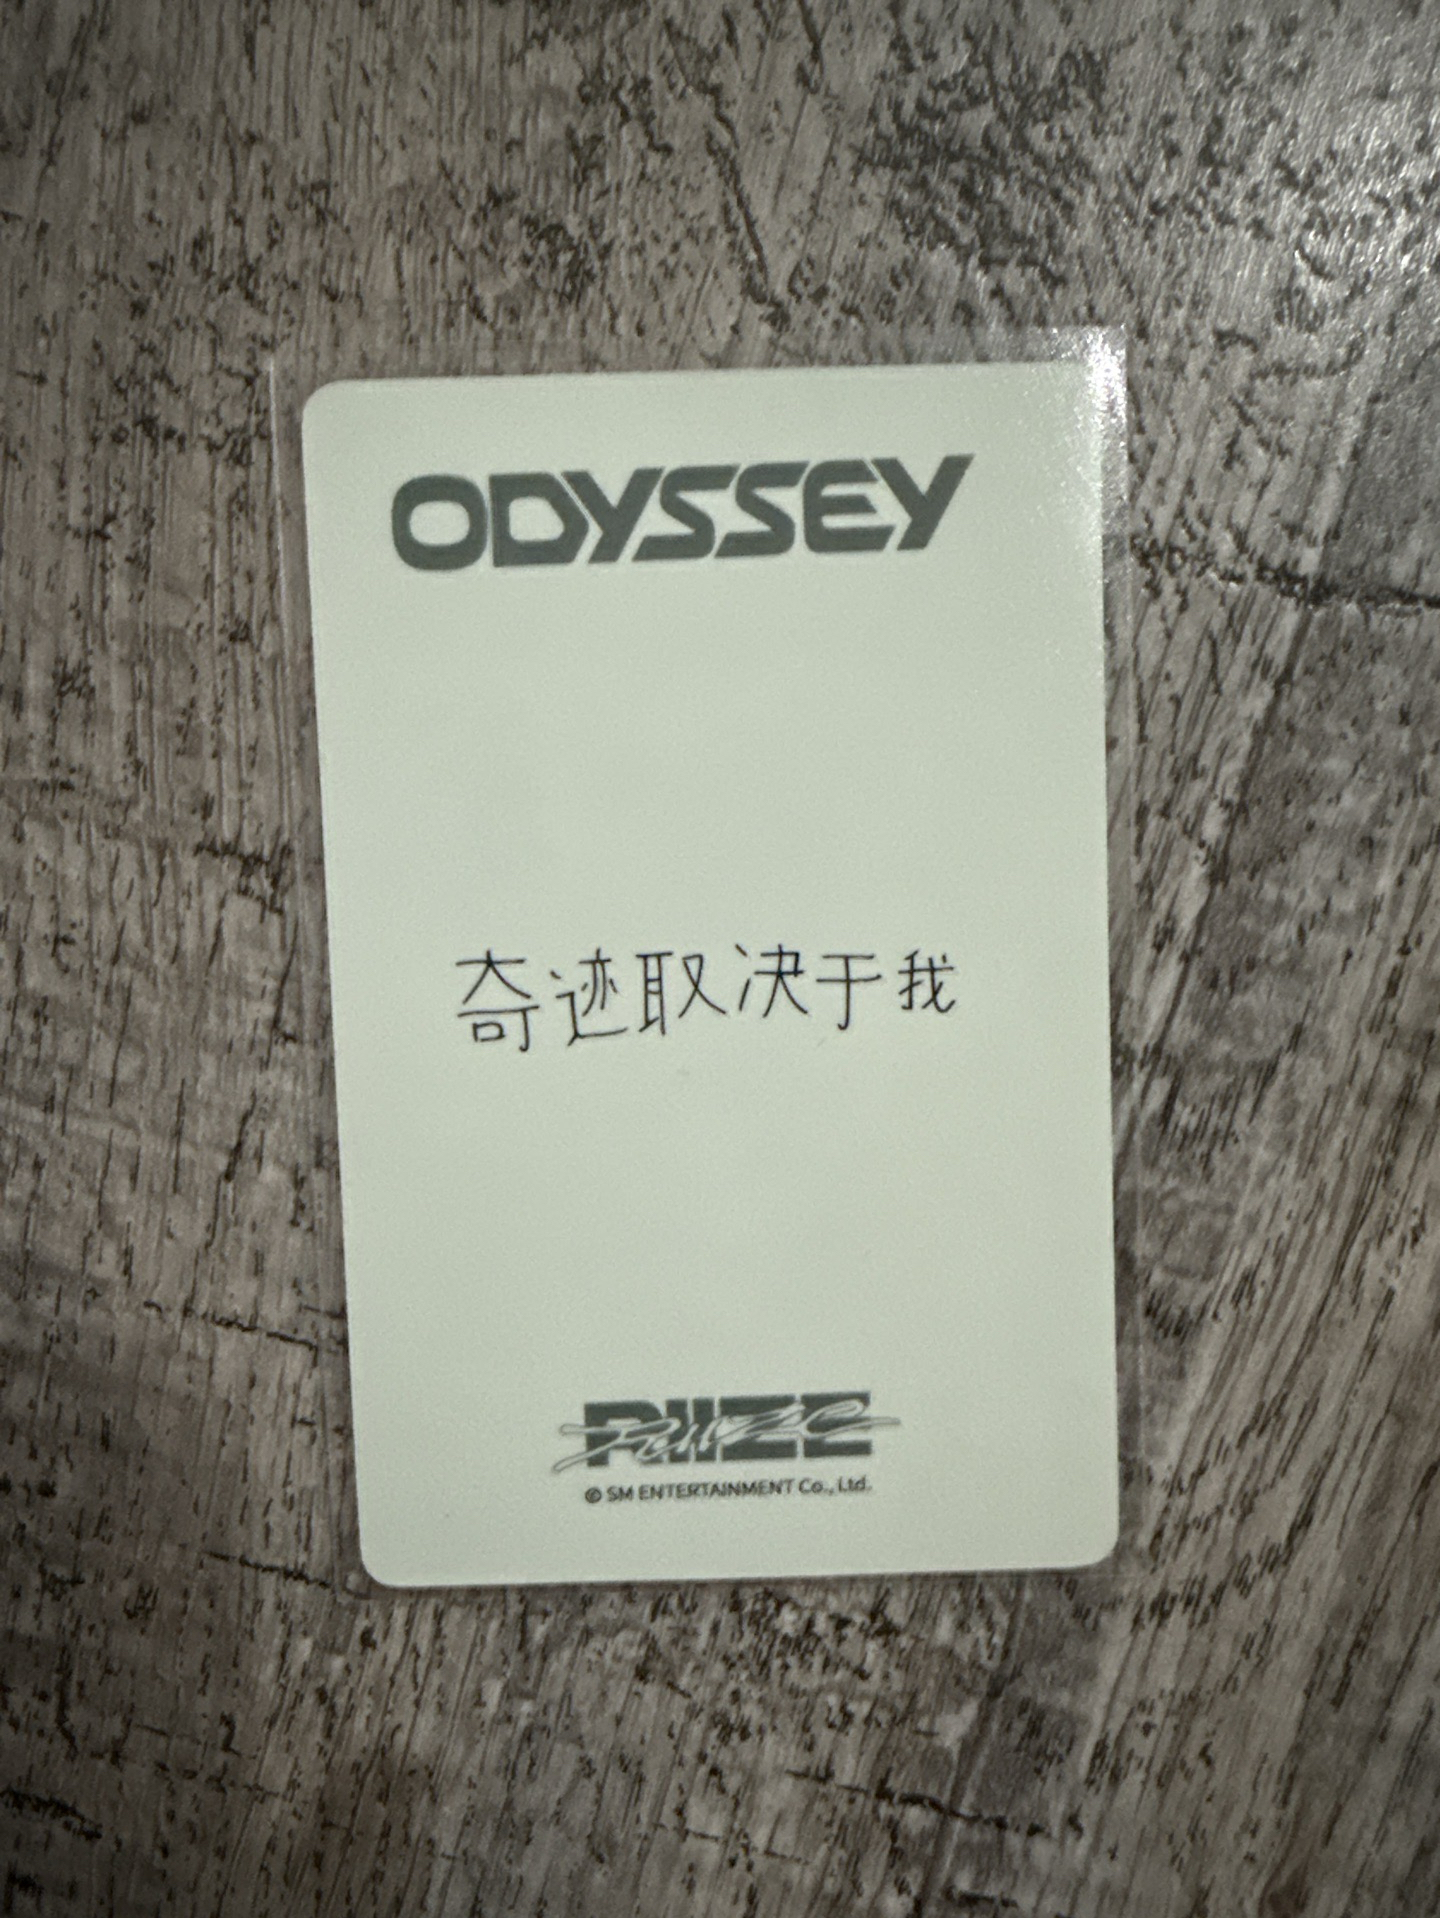 ODYSSEY
奇迹取决于我
RIIZE
© SM ENTERTAINMENT Co., Ltd.